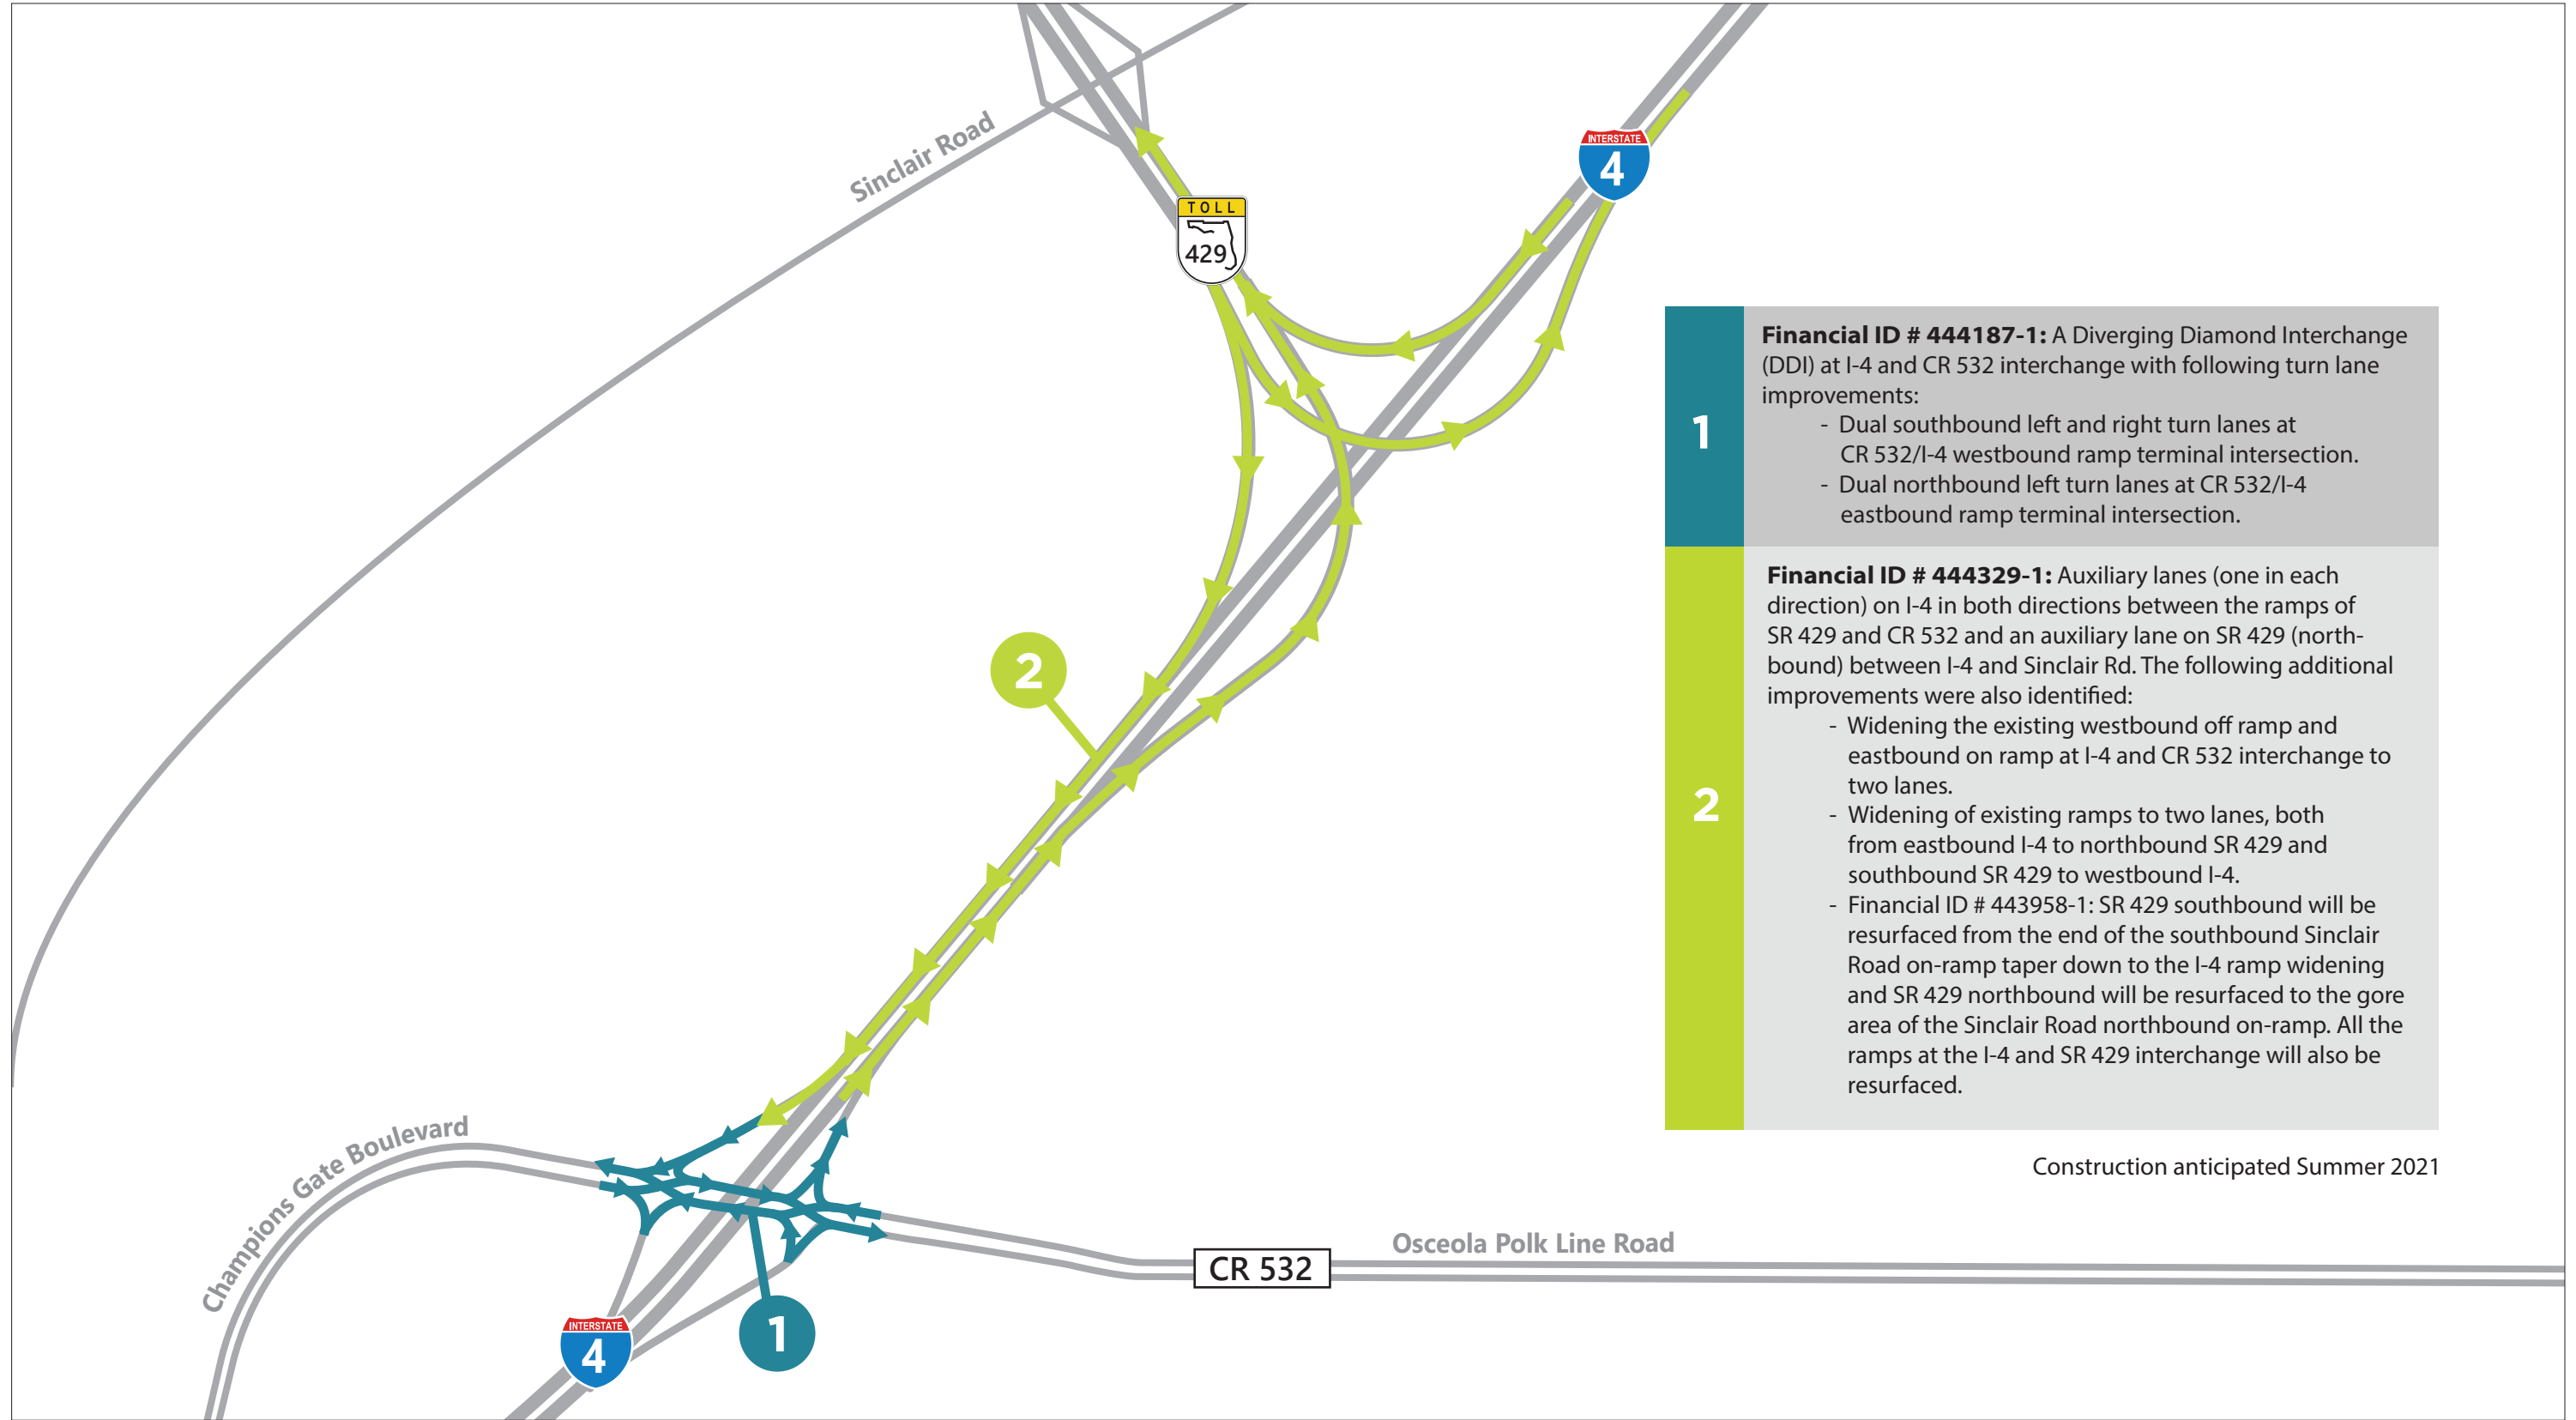 Sinclair Road
INTERSTATE
4
TOLL
429
1
Financial ID # 444187-1: A Diverging Diamond Interchange
(DDI) at I-4 and CR 532 interchange with following turn lane
improvements:
- Dual southbound left and right turn lanes at
CR 532/I-4 westbound ramp terminal intersection.
- Dual northbound left turn lanes at CR 532/I-4
eastbound ramp terminal intersection.
2
Financial ID # 444329-1: Auxiliary lanes (one in each
direction) on I-4 in both directions between the ramps of
SR 429 and CR 532 and an auxiliary lane on SR 429 (north-
bound) between I-4 and Sinclair Rd. The following additional
improvements were also identified:
- Widening the existing westbound off ramp and
eastbound on ramp at I-4 and CR 532 interchange to
two lanes.
- Widening of existing ramps to two lanes, both
from eastbound I-4 to northbound SR 429 and
southbound SR 429 to westbound I-4.
- Financial ID # 443958-1: SR 429 southbound will be
resurfaced from the end of the southbound Sinclair
Road on-ramp taper down to the I-4 ramp widening
and SR 429 northbound will be resurfaced to the gore
area of the Sinclair Road northbound on-ramp. All the
ramps at the I-4 and SR 429 interchange will also be
resurfaced.
2
Construction anticipated Summer 2021
Champions Gate Boulevard
Osceola Polk Line Road
CR 532
1
INTERSTATE
4